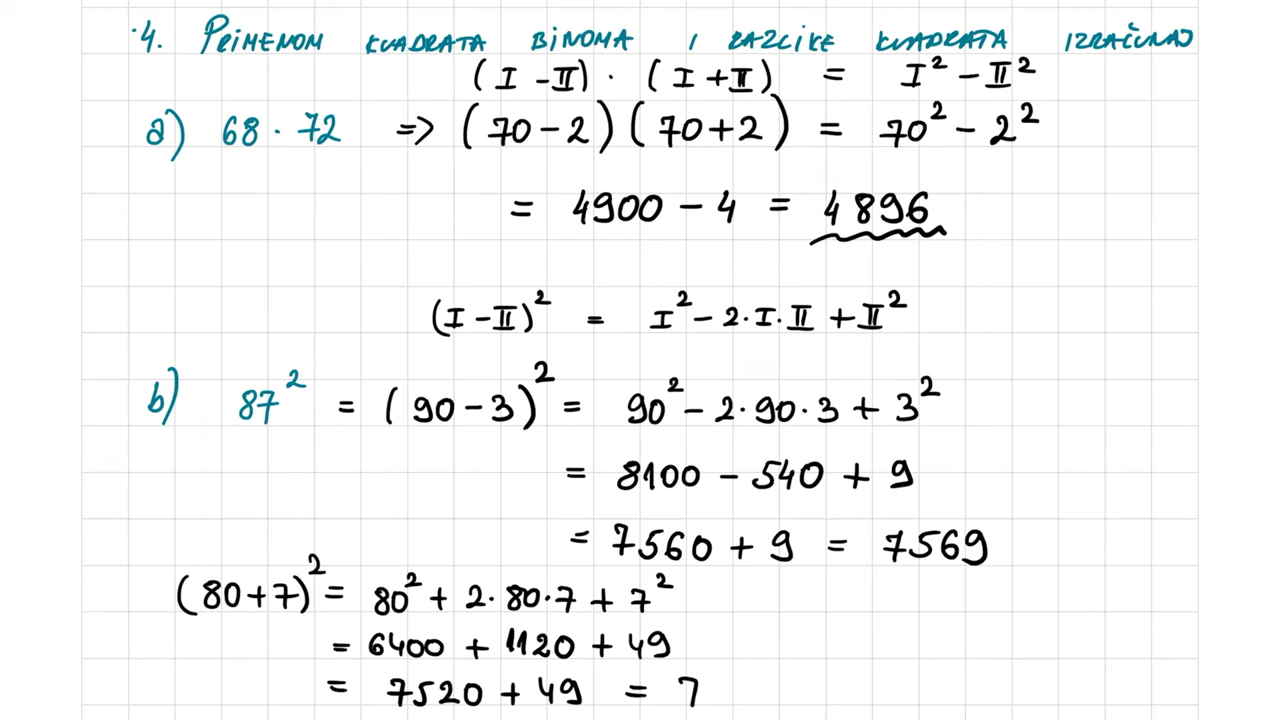 4. PRIMENOM KVADRATA BINOMA I RAZLIKE KVADRATA IZRAČUNAJ
(I - II) · (I + II) = I² - II²
a) 68 · 72 => (70 - 2)(70 + 2) = 70² - 2²
= 4900 - 4 = 4896
(I - II)² = I² - 2·I·II + II²
b) 87² = (90 - 3)² = 90² - 2·90·3 + 3²
= 8100 - 540 + 9
= 7560 + 9 = 7569
(80+7)² = 80² + 2·80·7 + 7²
= 6400 + 1120 + 49
= 7520 + 49 = 7